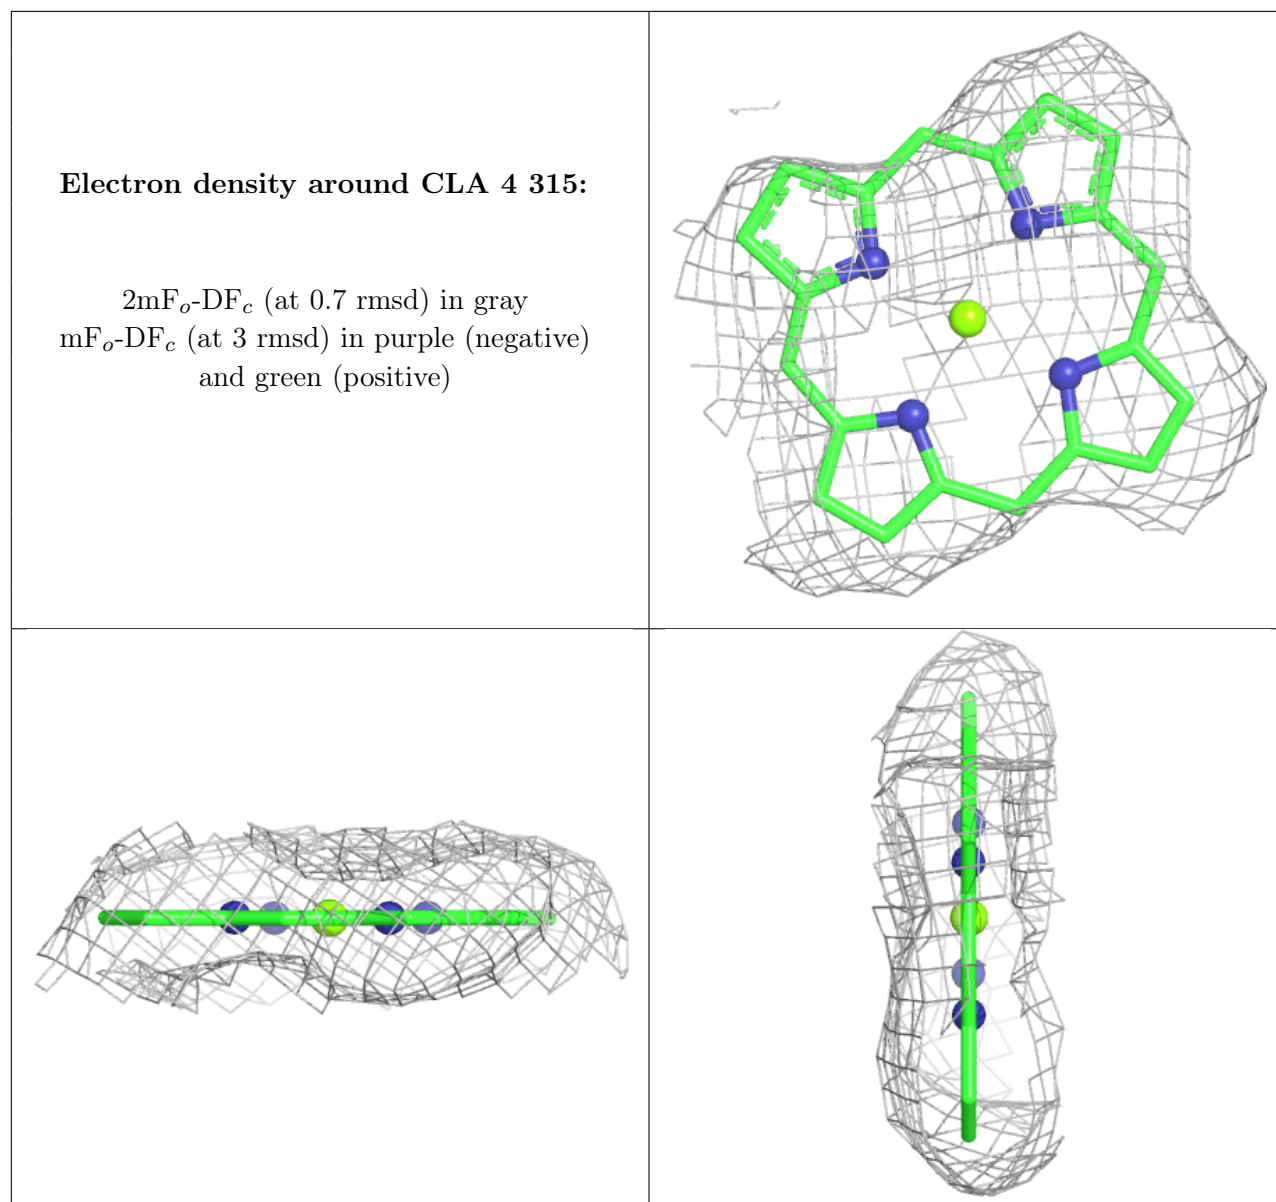 Electron density around CLA 4 315:
2mFo-DFc (at 0.7 rmsd) in gray
mFo-DFc (at 3 rmsd) in purple (negative)
and green (positive)